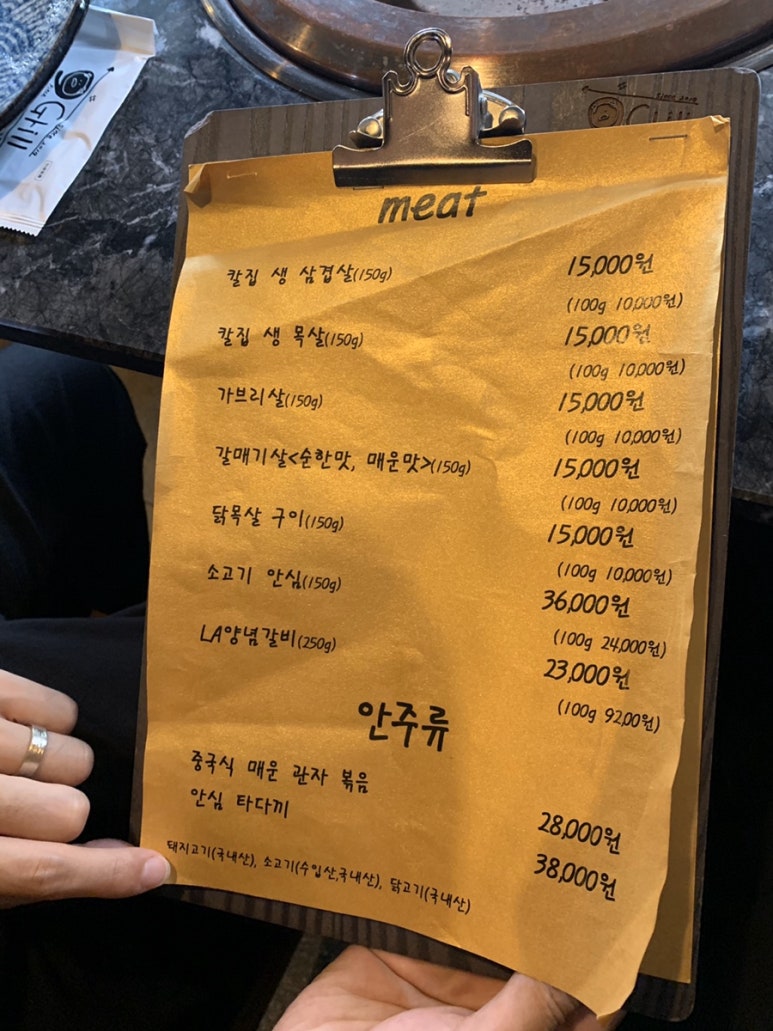 Grill
since 2019
meat
칼집 생 삼겹살(150g) 15,000원
(100g 10,000원)
칼집 생 목살(150g) 15,000원
(100g 10,000원)
가브리살(150g) 15,000원
(100g 10,000원)
갈매기살<순한맛, 매운맛>(150g) 15,000원
(100g 10,000원)
닭목살 구이(150g) 15,000원
(100g 10,000원)
소고기 안심(150g) 36,000원
(100g 24,000원)
LA양념갈비(250g) 23,000원
(100g 92,00원)
안주류
중국식 매운 관자 볶음 28,000원
안심 타다끼 38,000원
돼지고기(국내산), 소고기(수입산,국내산), 닭고기(국내산)